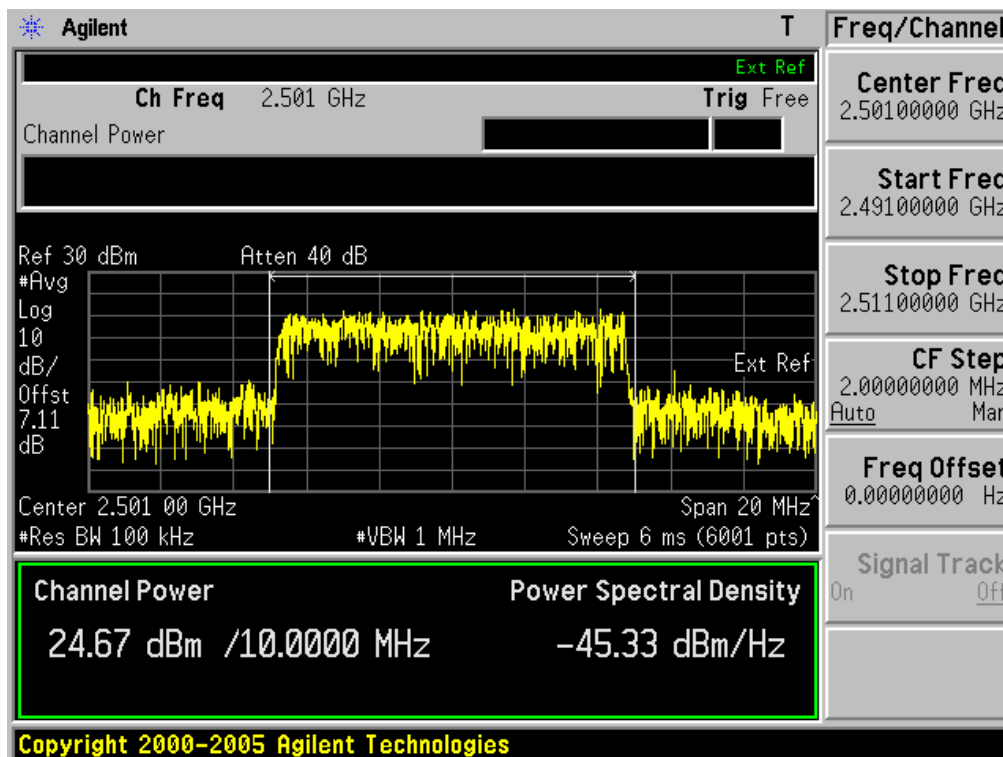 Agilent T
Freq/Channel
Ext Ref
Ch Freq 2.501 GHz Trig Free
Channel Power
Center Freq
2.50100000 GHz
Start Freq
2.49100000 GHz
Stop Freq
2.51100000 GHz
CF Step
2.00000000 MHz
Auto Man
Freq Offset
0.00000000 Hz
Signal Track
On Off
Ref 30 dBm Atten 40 dB
#Avg
Log
10
dB/
Offst
7.11
dB
Ext Ref
Center 2.501 00 GHz Span 20 MHz^
#Res BW 100 kHz #VBW 1 MHz Sweep 6 ms (6001 pts)
Channel Power Power Spectral Density
24.67 dBm /10.0000 MHz -45.33 dBm/Hz
Copyright 2000-2005 Agilent Technologies